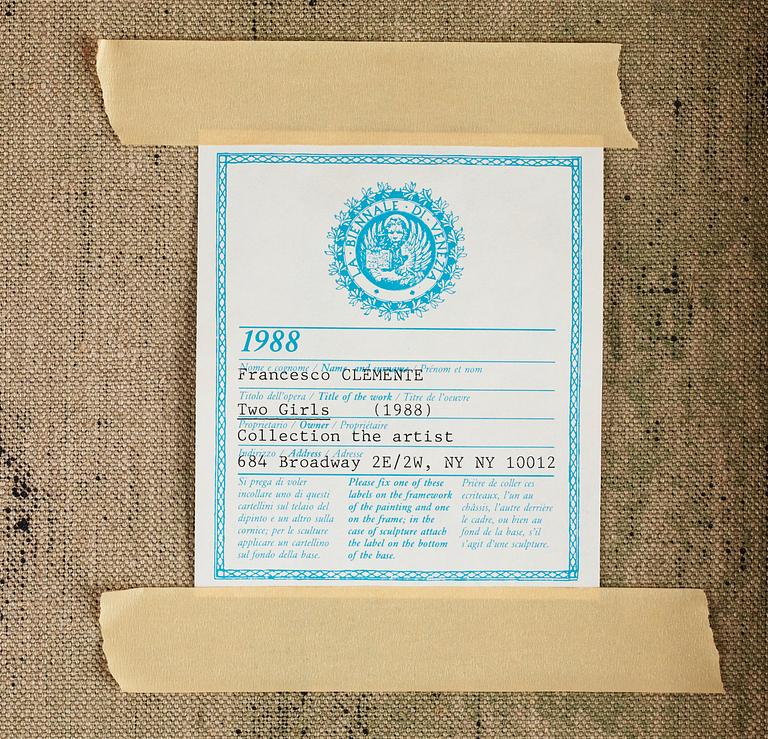 LA BIENNALE · DI · VENEZIA
1988
Nome e cognome / Name and surname / Prénom et nom
Francesco CLEMENTE
Titolo dell'opera / Title of the work / Titre de l'oeuvre
Two Girls (1988)
Proprietario / Owner / Propriétaire
Collection the artist
Indirizzo / Address / Adresse
684 Broadway 2E/2W, NY NY 10012
Si prega di voler
incollare uno di questi
cartellini sul telaio del
dipinto e un altro sulla
cornice; per le sculture
applicare un cartellino
sul fondo della base.
Please fix one of these
labels on the framework
of the painting and one
on the frame; in the
case of sculpture attach
the label on the bottom
of the base.
Prière de coller ces
ecriteaux, l'un au
châssis, l'autre derrière
le cadre, ou bien au
fond de la base, s'il
s'agit d'une sculpture.